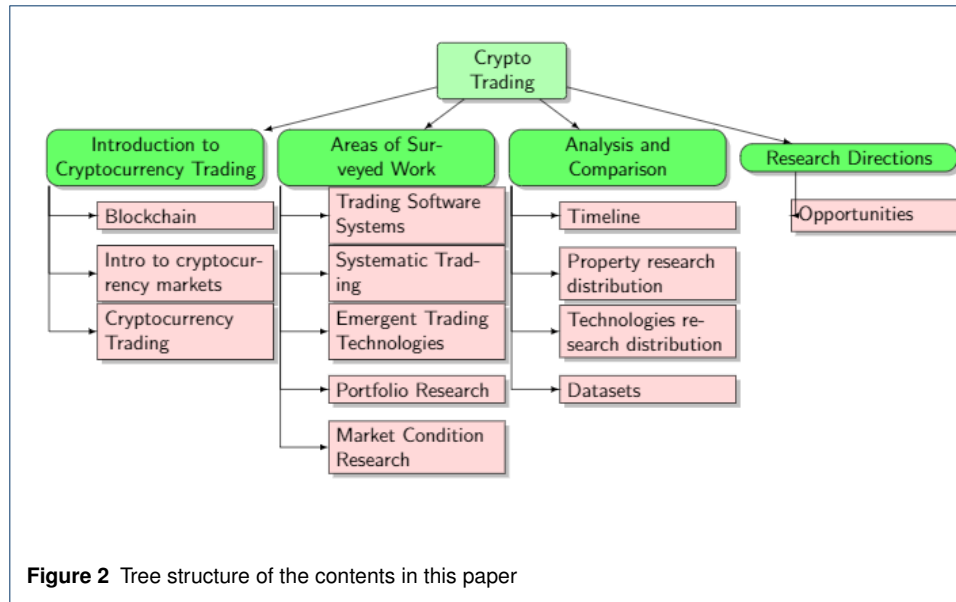 Crypto
Trading
Introduction to
Cryptocurrency Trading
Areas of Sur-
veyed Work
Analysis and
Comparison
Research Directions
Blockchain
Intro to cryptocur-
rency markets
Cryptocurrency
Trading
Trading Software
Systems
Systematic Trad-
ing
Emergent Trading
Technologies
Portfolio Research
Market Condition
Research
Timeline
Property research
distribution
Technologies re-
search distribution
Datasets
Opportunities
Figure 2 Tree structure of the contents in this paper